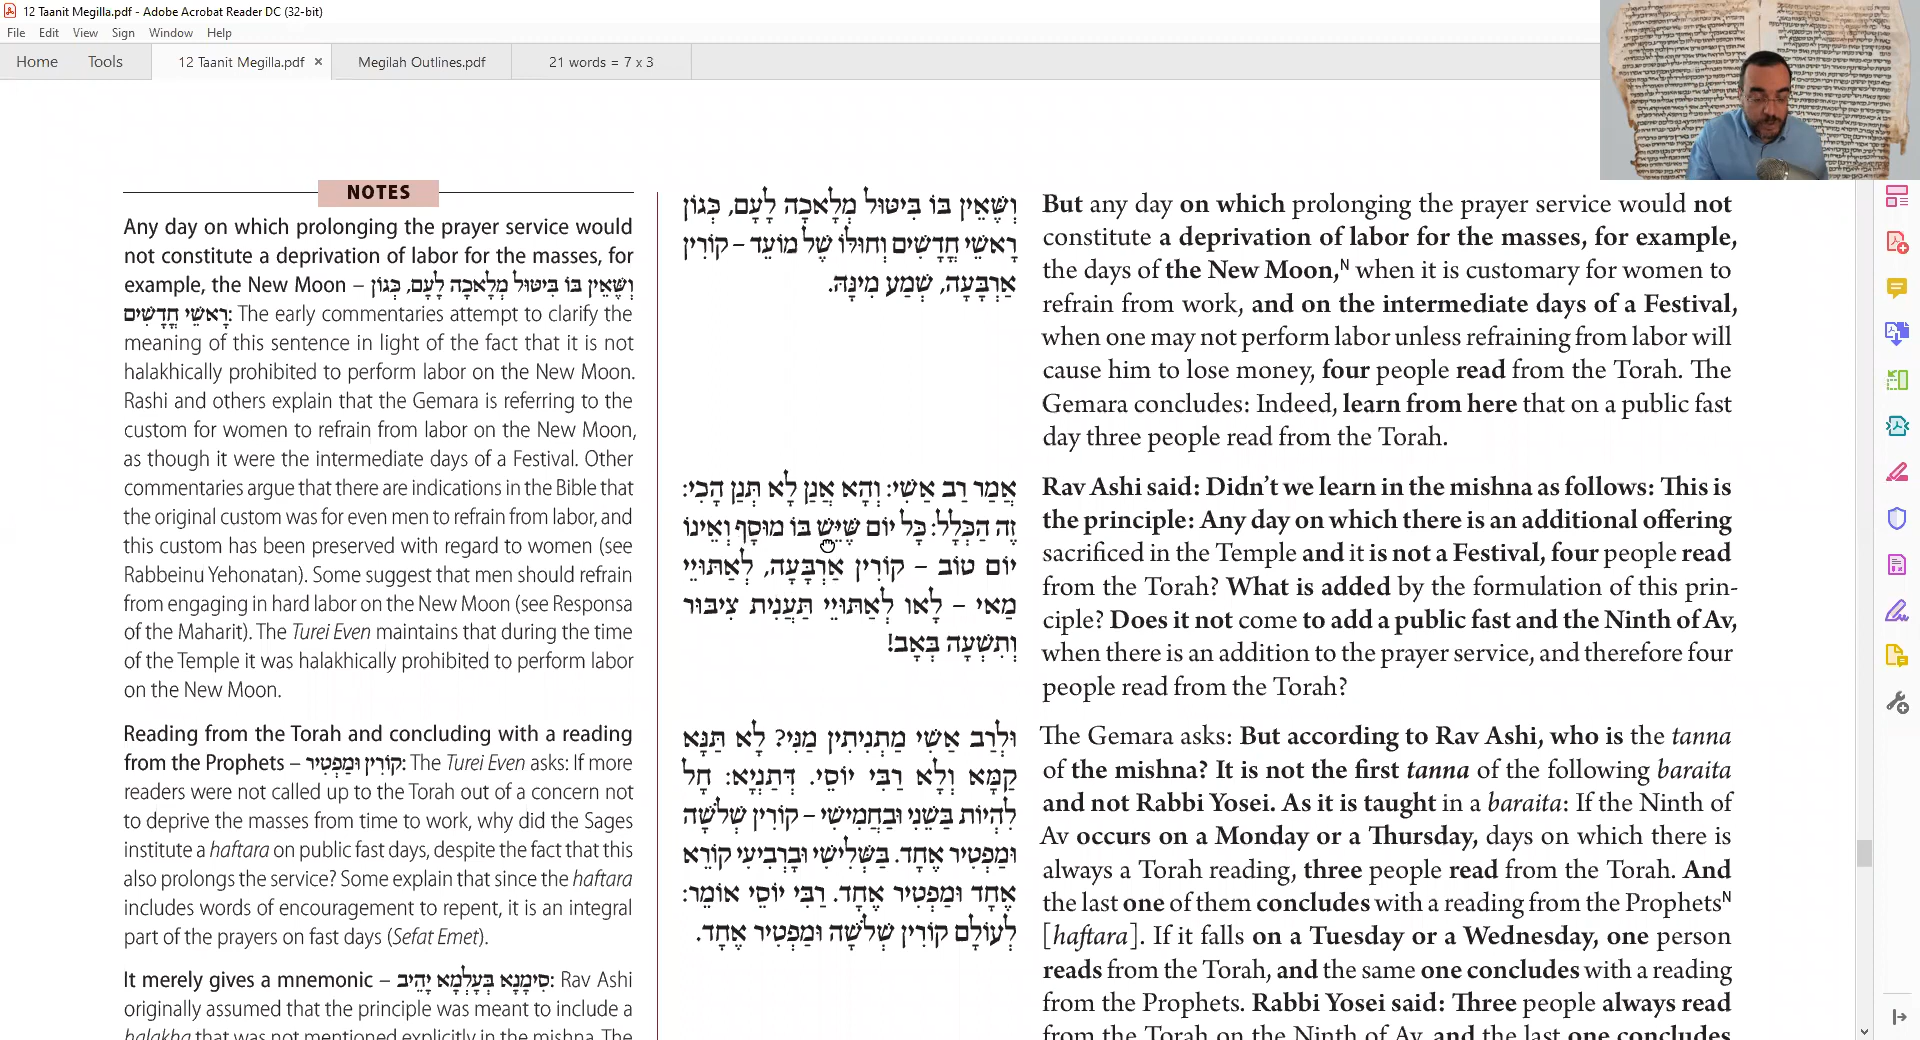 12 Taanit Megilla.pdf - Adobe Acrobat Reader DC (32-bit)
File Edit View Sign Window Help
Home Tools 12 Taanit Megilla.pdf × Megilah Outlines.pdf 21 words = 7 x 3
NOTES
Any day on which prolonging the prayer service would
not constitute a deprivation of labor for the masses, for
example, the New Moon – וְשֶׁאֵין בּוֹ בִּיטּוּל מְלָאכָה לָעָם, כְּגוֹן
רָאשֵׁי חֳדָשִׁים: The early commentaries attempt to clarify the
meaning of this sentence in light of the fact that it is not
halakhically prohibited to perform labor on the New Moon.
Rashi and others explain that the Gemara is referring to the
custom for women to refrain from labor on the New Moon,
as though it were the intermediate days of a Festival. Other
commentaries argue that there are indications in the Bible that
the original custom was for even men to refrain from labor, and
this custom has been preserved with regard to women (see
Rabbeinu Yehonatan). Some suggest that men should refrain
from engaging in hard labor on the New Moon (see Responsa
of the Maharit). The Turei Even maintains that during the time
of the Temple it was halakhically prohibited to perform labor
on the New Moon.
Reading from the Torah and concluding with a reading
from the Prophets – קוֹרִין וּמַפְטִיר: The Turei Even asks: If more
readers were not called up to the Torah out of a concern not
to deprive the masses from time to work, why did the Sages
institute a haftara on public fast days, despite the fact that this
also prolongs the service? Some explain that since the haftara
includes words of encouragement to repent, it is an integral
part of the prayers on fast days (Sefat Emet).
It merely gives a mnemonic – סִימָנָא בְּעָלְמָא יָהֵיב: Rav Ashi
originally assumed that the principle was meant to include a
halakha that was not mentioned explicitly in the mishna. The
וְשֶׁאֵין בּוֹ בִּיטּוּל מְלָאכָה לָעָם, כְּגוֹן
רָאשֵׁי חֳדָשִׁים וְחוּלּוֹ שֶׁל מוֹעֵד – קוֹרִין
אַרְבָּעָה, שְׁמַע מִינָּהּ.
אֲמַר רַב אַשִׁי: וְהָא אֲנַן לָא תְּנַן הָכִי:
זֶה הַכְּלָל: כׇּל יוֹם שֶׁיֵּשׁ בּוֹ מוּסָף וְאֵינוֹ
יוֹם טוֹב – קוֹרִין אַרְבָּעָה, לְאַתּוּיֵי
מַאי – לָאו לְאַתּוּיֵי תַּעֲנִית צִיבּוּר
וְתִשְׁעָה בְּאָב!
וּלְרַב אַשִׁי מַתְנִיתִין מַנִּי? לָא תַּנָּא
קַמָּא וְלָא רַבִּי יוֹסֵי. דְּתַנְיָא: חָל
לִהְיוֹת בַּשֵּׁנִי וּבַחֲמִישִׁי – קוֹרִין שְׁלֹשָׁה
וּמַפְטִיר אֶחָד. בַּשְּׁלִישִׁי וּבָרְבִיעִי קוֹרֵא
אֶחָד וּמַפְטִיר אֶחָד. רַבִּי יוֹסֵי אוֹמֵר:
לְעוֹלָם קוֹרִין שְׁלֹשָׁה וּמַפְטִיר אֶחָד.
But any day on which prolonging the prayer service would not
constitute a deprivation of labor for the masses, for example,
the days of the New Moon,N when it is customary for women to
refrain from work, and on the intermediate days of a Festival,
when one may not perform labor unless refraining from labor will
cause him to lose money, four people read from the Torah. The
Gemara concludes: Indeed, learn from here that on a public fast
day three people read from the Torah.
Rav Ashi said: Didn't we learn in the mishna as follows: This is
the principle: Any day on which there is an additional offering
sacrificed in the Temple and it is not a Festival, four people read
from the Torah? What is added by the formulation of this prin-
ciple? Does it not come to add a public fast and the Ninth of Av,
when there is an addition to the prayer service, and therefore four
people read from the Torah?
The Gemara asks: But according to Rav Ashi, who is the tanna
of the mishna? It is not the first tanna of the following baraita
and not Rabbi Yosei. As it is taught in a baraita: If the Ninth of
Av occurs on a Monday or a Thursday, days on which there is
always a Torah reading, three people read from the Torah. And
the last one of them concludes with a reading from the ProphetsN
[haftara]. If it falls on a Tuesday or a Wednesday, one person
reads from the Torah, and the same one concludes with a reading
from the Prophets. Rabbi Yosei said: Three people always read
from the Torah on the Ninth of Av, and the last one concludes